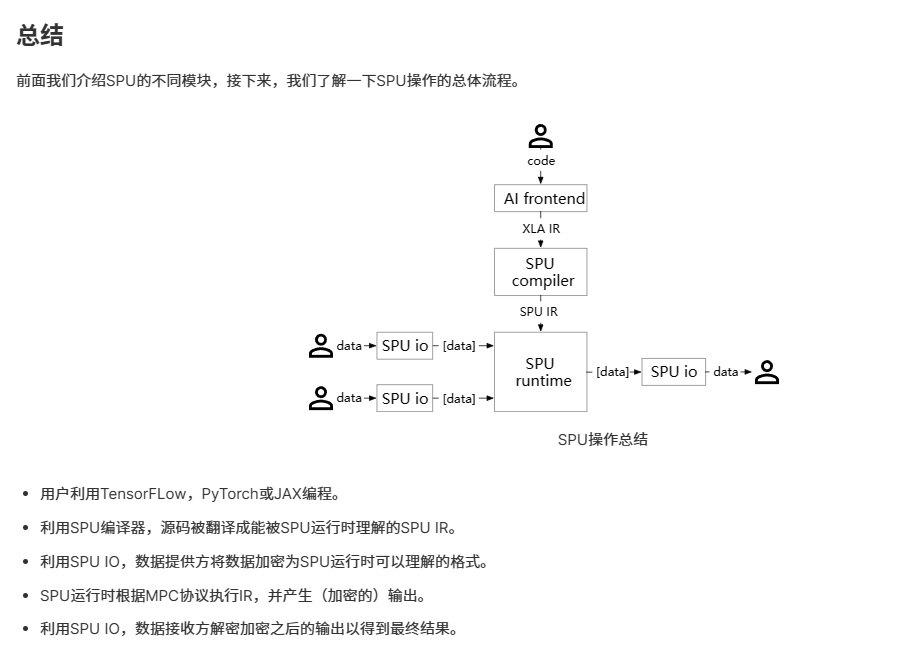 总结
前面我们介绍SPU的不同模块，接下来，我们了解一下SPU操作的总体流程。
code
AI frontend
XLA IR
SPU
compiler
SPU IR
data
SPU io
[data]
SPU
runtime
[data]
SPU io
data
data
SPU io
[data]
SPU操作总结
用户利用TensorFLow，PyTorch或JAX编程。
利用SPU编译器，源码被翻译成能被SPU运行时理解的SPU IR。
利用SPU IO，数据提供方将数据加密为SPU运行时可以理解的格式。
SPU运行时根据MPC协议执行IR，并产生（加密的）输出。
利用SPU IO，数据接收方解密加密之后的输出以得到最终结果。